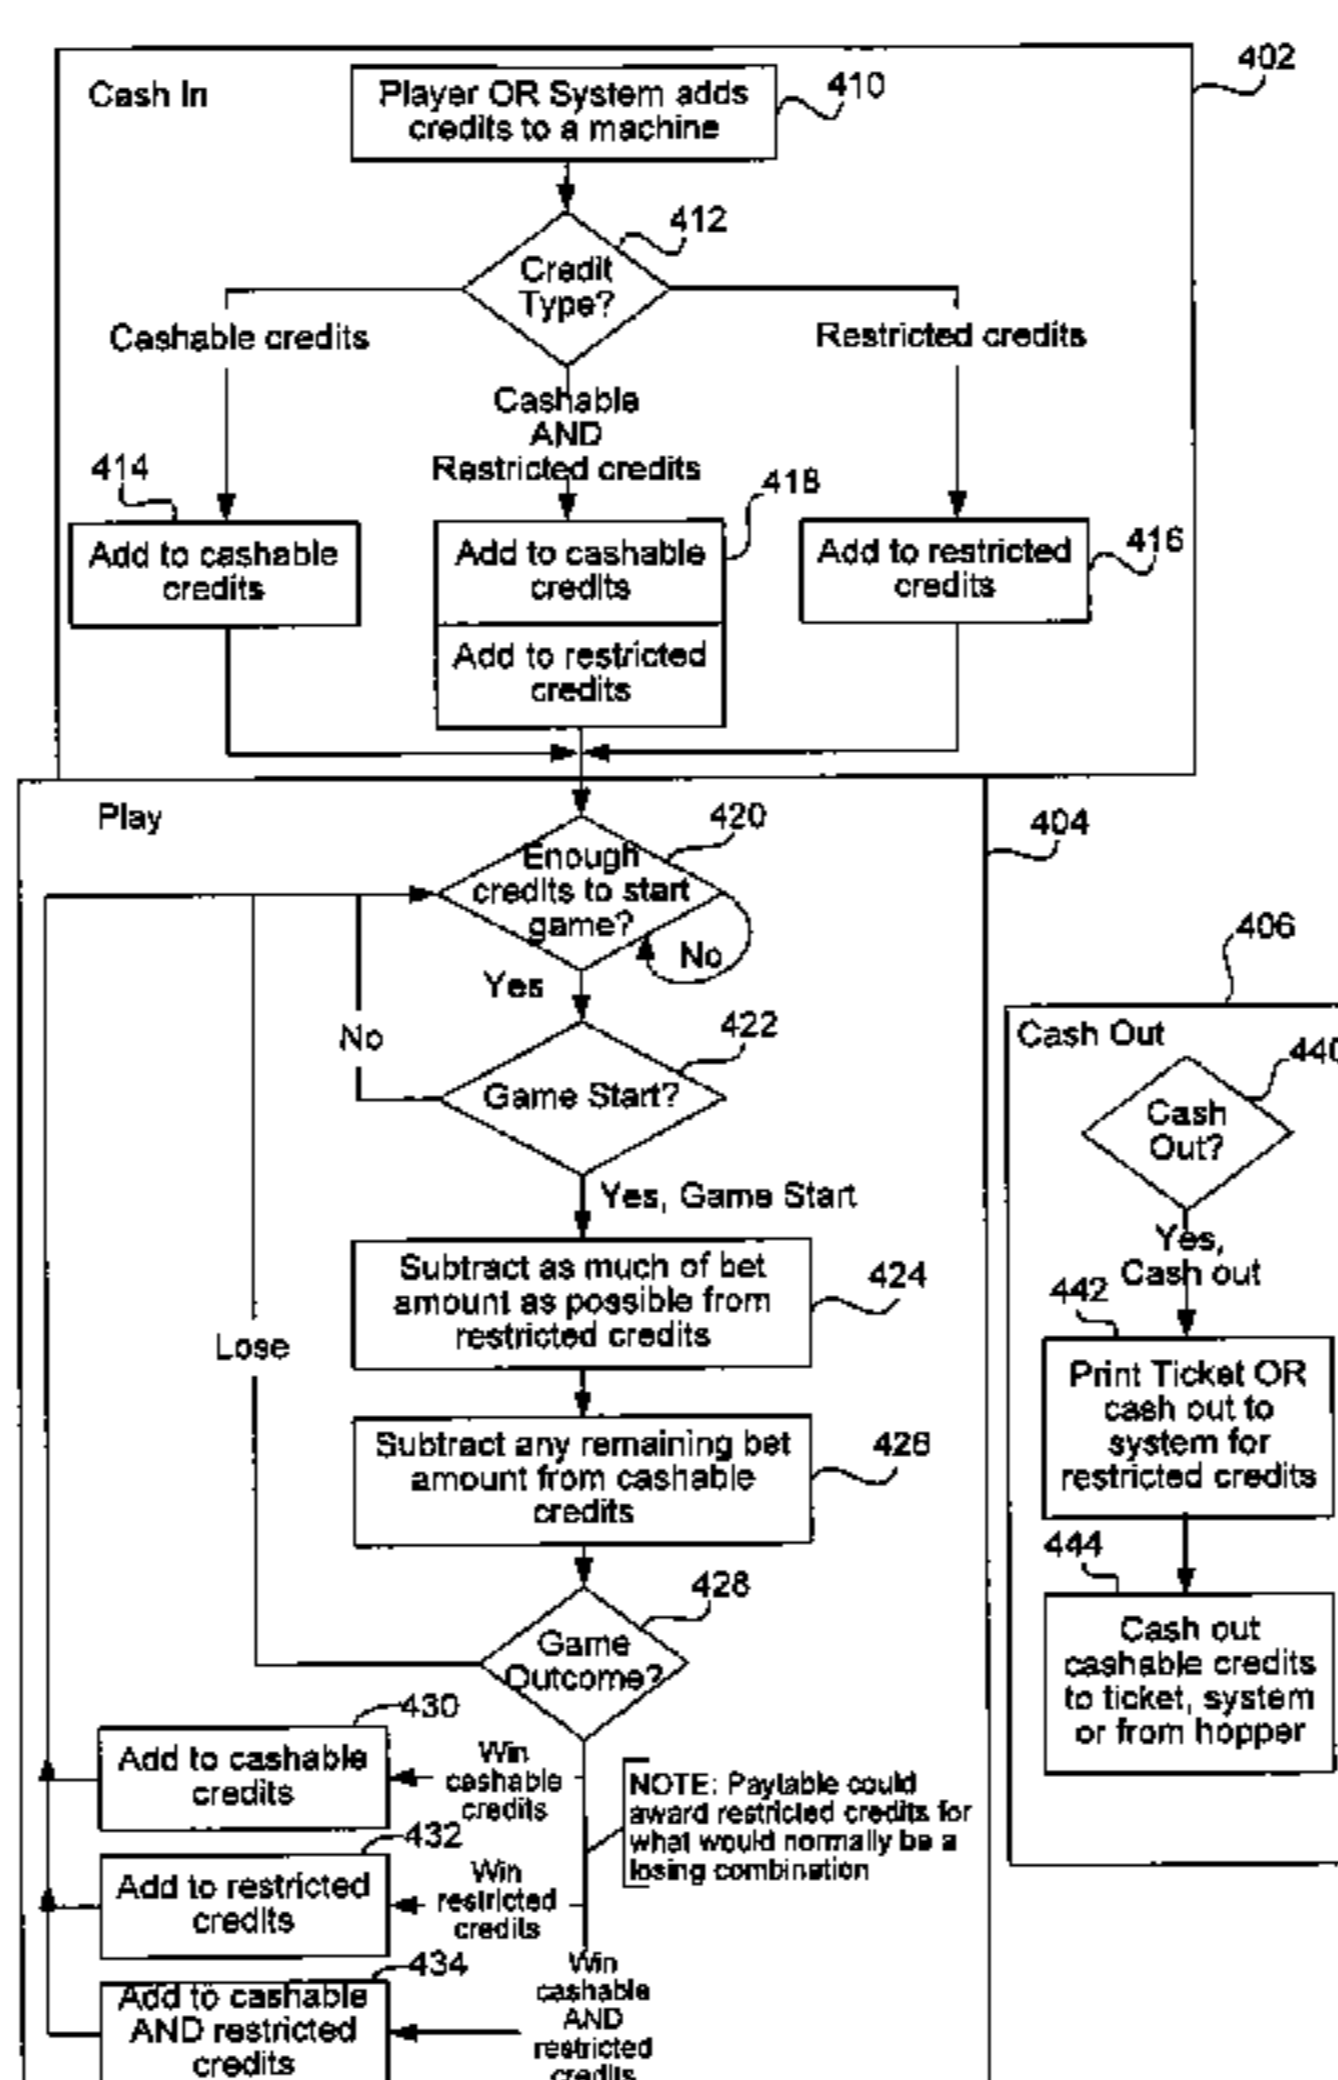 402
Cash In
Player OR System adds
credits to a machine
410
412
Credit
Type?
Cashable credits
Restricted credits
Cashable
AND
Restricted credits
414
418
416
Add to cashable
credits
Add to cashable
credits
Add to restricted
credits
Add to restricted
credits
Play
420
404
Enough
credits to start
game?
No
Yes
406
No
422
Game Start?
Cash Out
440
Cash
Out?
Yes, Game Start
Yes,
Cash out
Subtract as much of bet
amount as possible from
restricted credits
424
442
Lose
Print Ticket OR
cash out to
system for
restricted credits
Subtract any remaining bet
amount from cashable
credits
426
444
428
Game
Outcome?
Cash out
cashable credits
to ticket, system
or from hopper
430
Add to cashable
credits
Win
cashable
credits
NOTE: Paytable could
award restricted credits for
what would normally be a
losing combination
432
Add to restricted
credits
Win
restricted
credits
434
Add to cashable
AND restricted
credits
Win
cashable
AND
restricted
credits